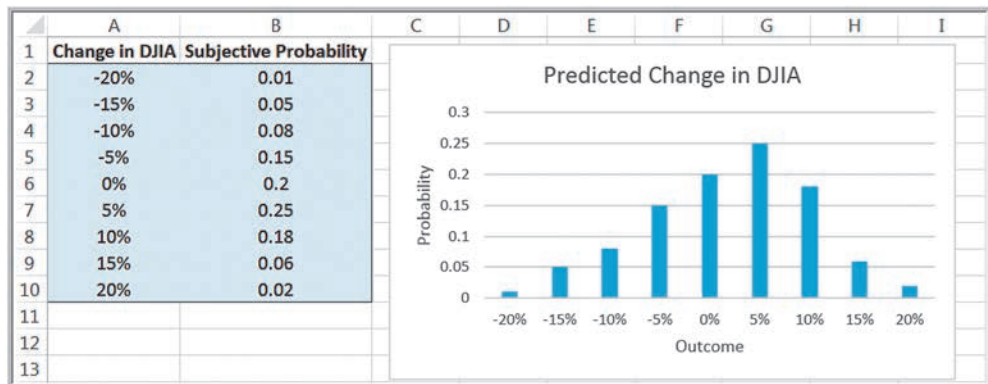 A B C D E F G H I
1 Change in DJIA Subjective Probability
2 -20% 0.01
3 -15% 0.05
4 -10% 0.08
5 -5% 0.15
6 0% 0.2
7 5% 0.25
8 10% 0.18
9 15% 0.06
10 20% 0.02
11
12
13
Predicted Change in DJIA
Probability
0.3
0.25
0.2
0.15
0.1
0.05
0
-20% -15% -10% -5% 0% 5% 10% 15% 20%
Outcome